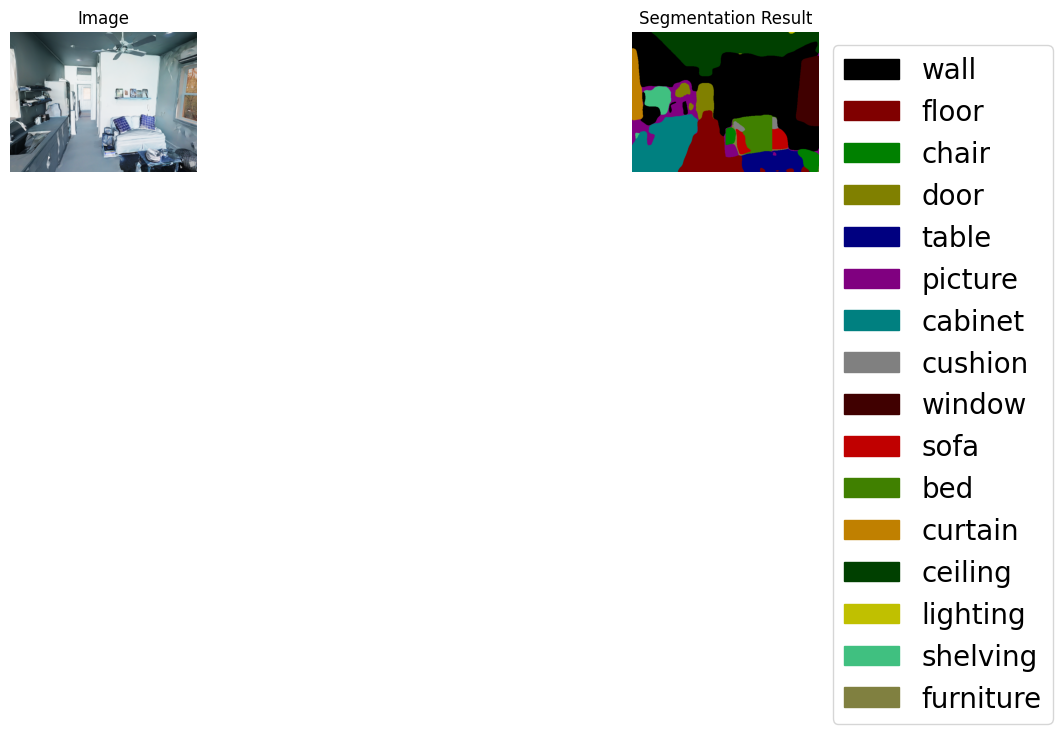 Image
Segmentation Result
wall
floor
chair
door
table
picture
cabinet
cushion
window
sofa
bed
curtain
ceiling
lighting
shelving
furniture